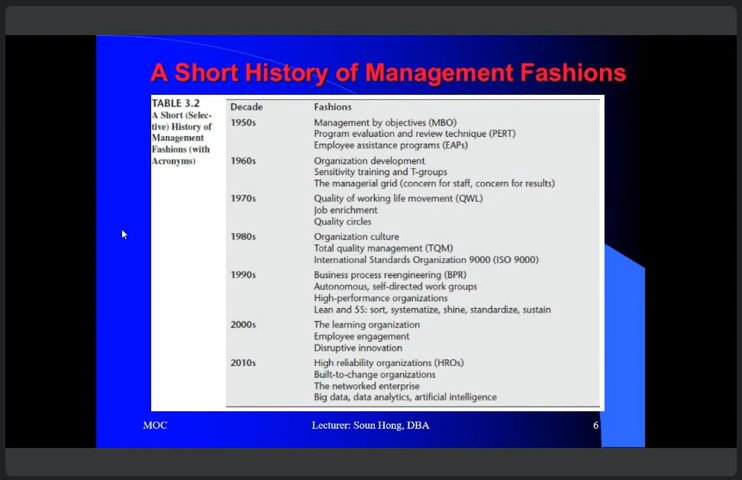 A Short History of Management Fashions
TABLE 3.2
A Short (Selec-
tive) History of
Management
Fashions (with
Acronyms)
Decade Fashions
1950s Management by objectives (MBO)
Program evaluation and review technique (PERT)
Employee assistance programs (EAPs)
1960s Organization development
Sensitivity training and T-groups
The managerial grid (concern for staff, concern for results)
1970s Quality of working life movement (QWL)
Job enrichment
Quality circles
1980s Organization culture
Total quality management (TQM)
International Standards Organization 9000 (ISO 9000)
1990s Business process reengineering (BPR)
Autonomous, self-directed work groups
High-performance organizations
Lean and 5S: sort, systematize, shine, standardize, sustain
2000s The learning organization
Employee engagement
Disruptive innovation
2010s High reliability organizations (HROs)
Built-to-change organizations
The networked enterprise
Big data, data analytics, artificial intelligence
MOC Lecturer: Soun Hong, DBA 6